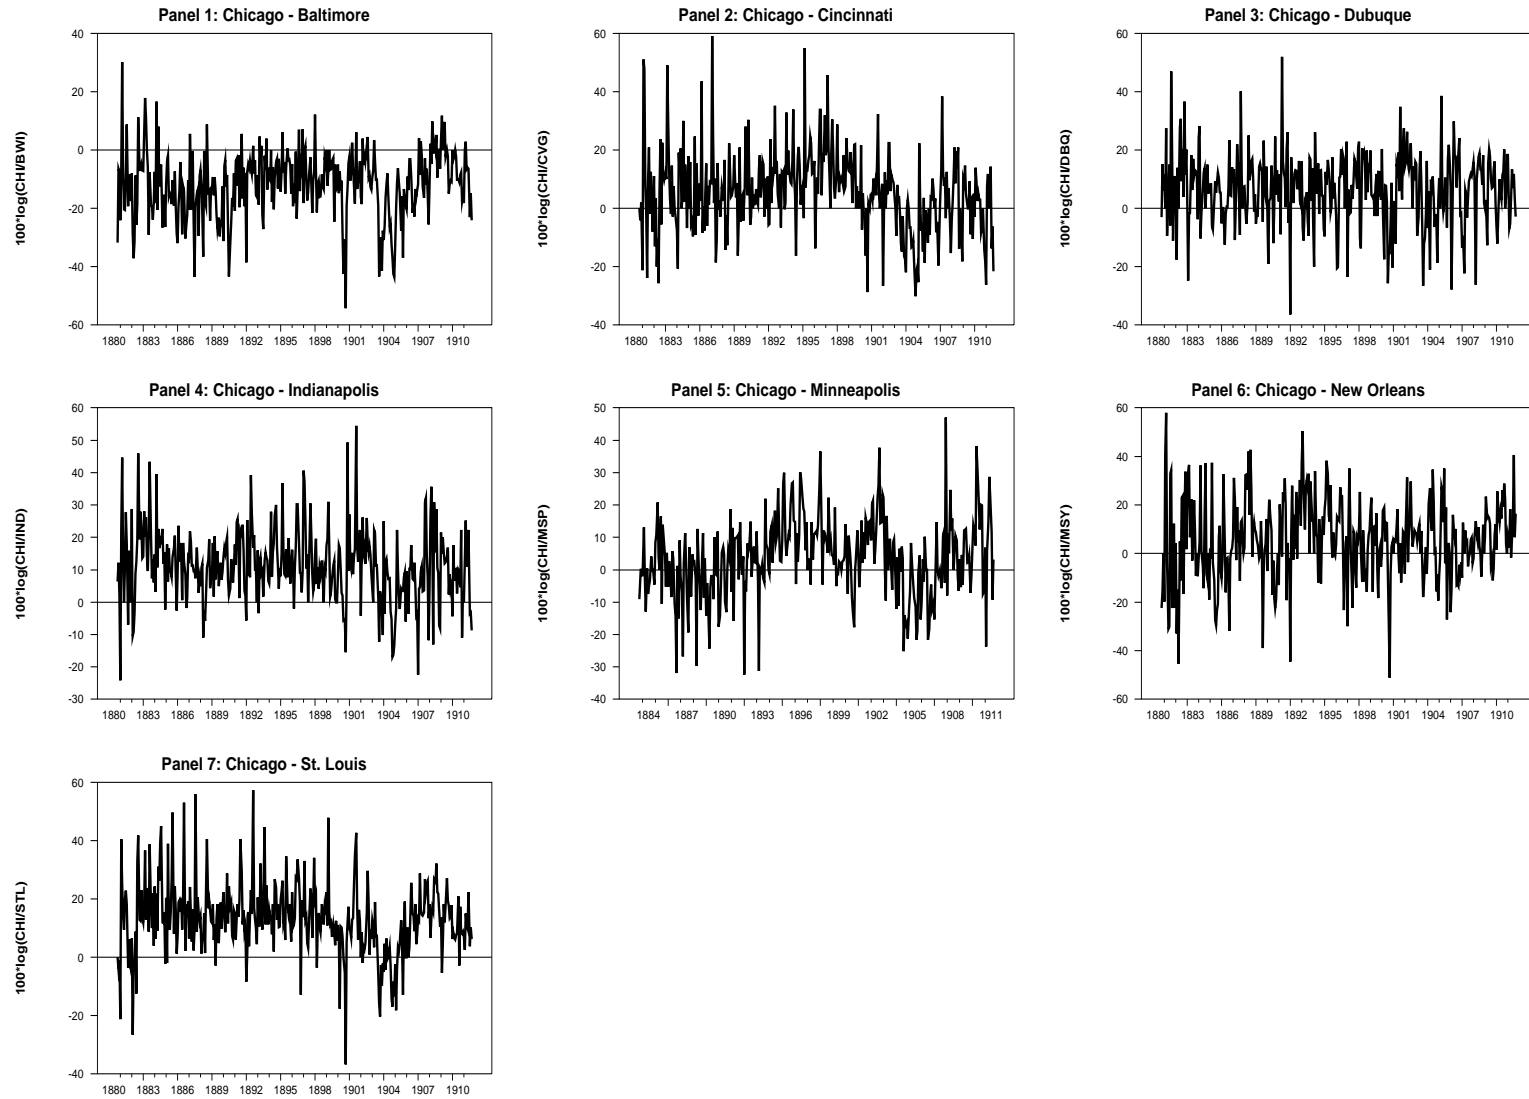 Panel 1: Chicago - Baltimore
100*log(CHI/BWI)
40
20
0
-20
-40
-60
1880 1883 1886 1889 1892 1895 1898 1901 1904 1907 1910
Panel 2: Chicago - Cincinnati
100*log(CHI/CVG)
60
40
20
0
-20
-40
1880 1883 1886 1889 1892 1895 1898 1901 1904 1907 1910
Panel 3: Chicago - Dubuque
100*log(CHI/DBQ)
60
40
20
0
-20
-40
1880 1883 1886 1889 1892 1895 1898 1901 1904 1907 1910
Panel 4: Chicago - Indianapolis
100*log(CHI/IND)
60
50
40
30
20
10
0
-10
-20
-30
1880 1883 1886 1889 1892 1895 1898 1901 1904 1907 1910
Panel 5: Chicago - Minneapolis
100*log(CHI/MSP)
50
40
30
20
10
0
-10
-20
-30
-40
1884 1887 1890 1893 1896 1899 1902 1905 1908 1911
Panel 6: Chicago - New Orleans
100*log(CHI/MSY)
60
40
20
0
-20
-40
-60
1880 1883 1886 1889 1892 1895 1898 1901 1904 1907 1910
Panel 7: Chicago - St. Louis
100*log(CHI/STL)
60
40
20
0
-20
-40
1880 1883 1886 1889 1892 1895 1898 1901 1904 1907 1910